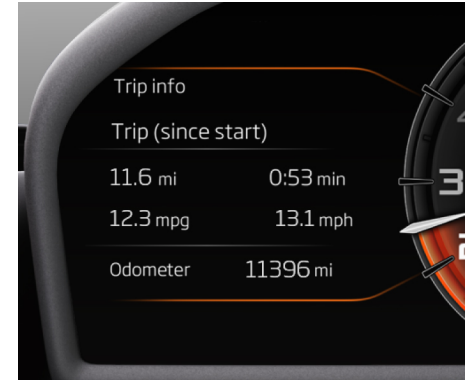 Trip info
Trip (since start)
11.6 mi 0:53 min
12.3 mpg 13.1 mph
Odometer 11396 mi
3